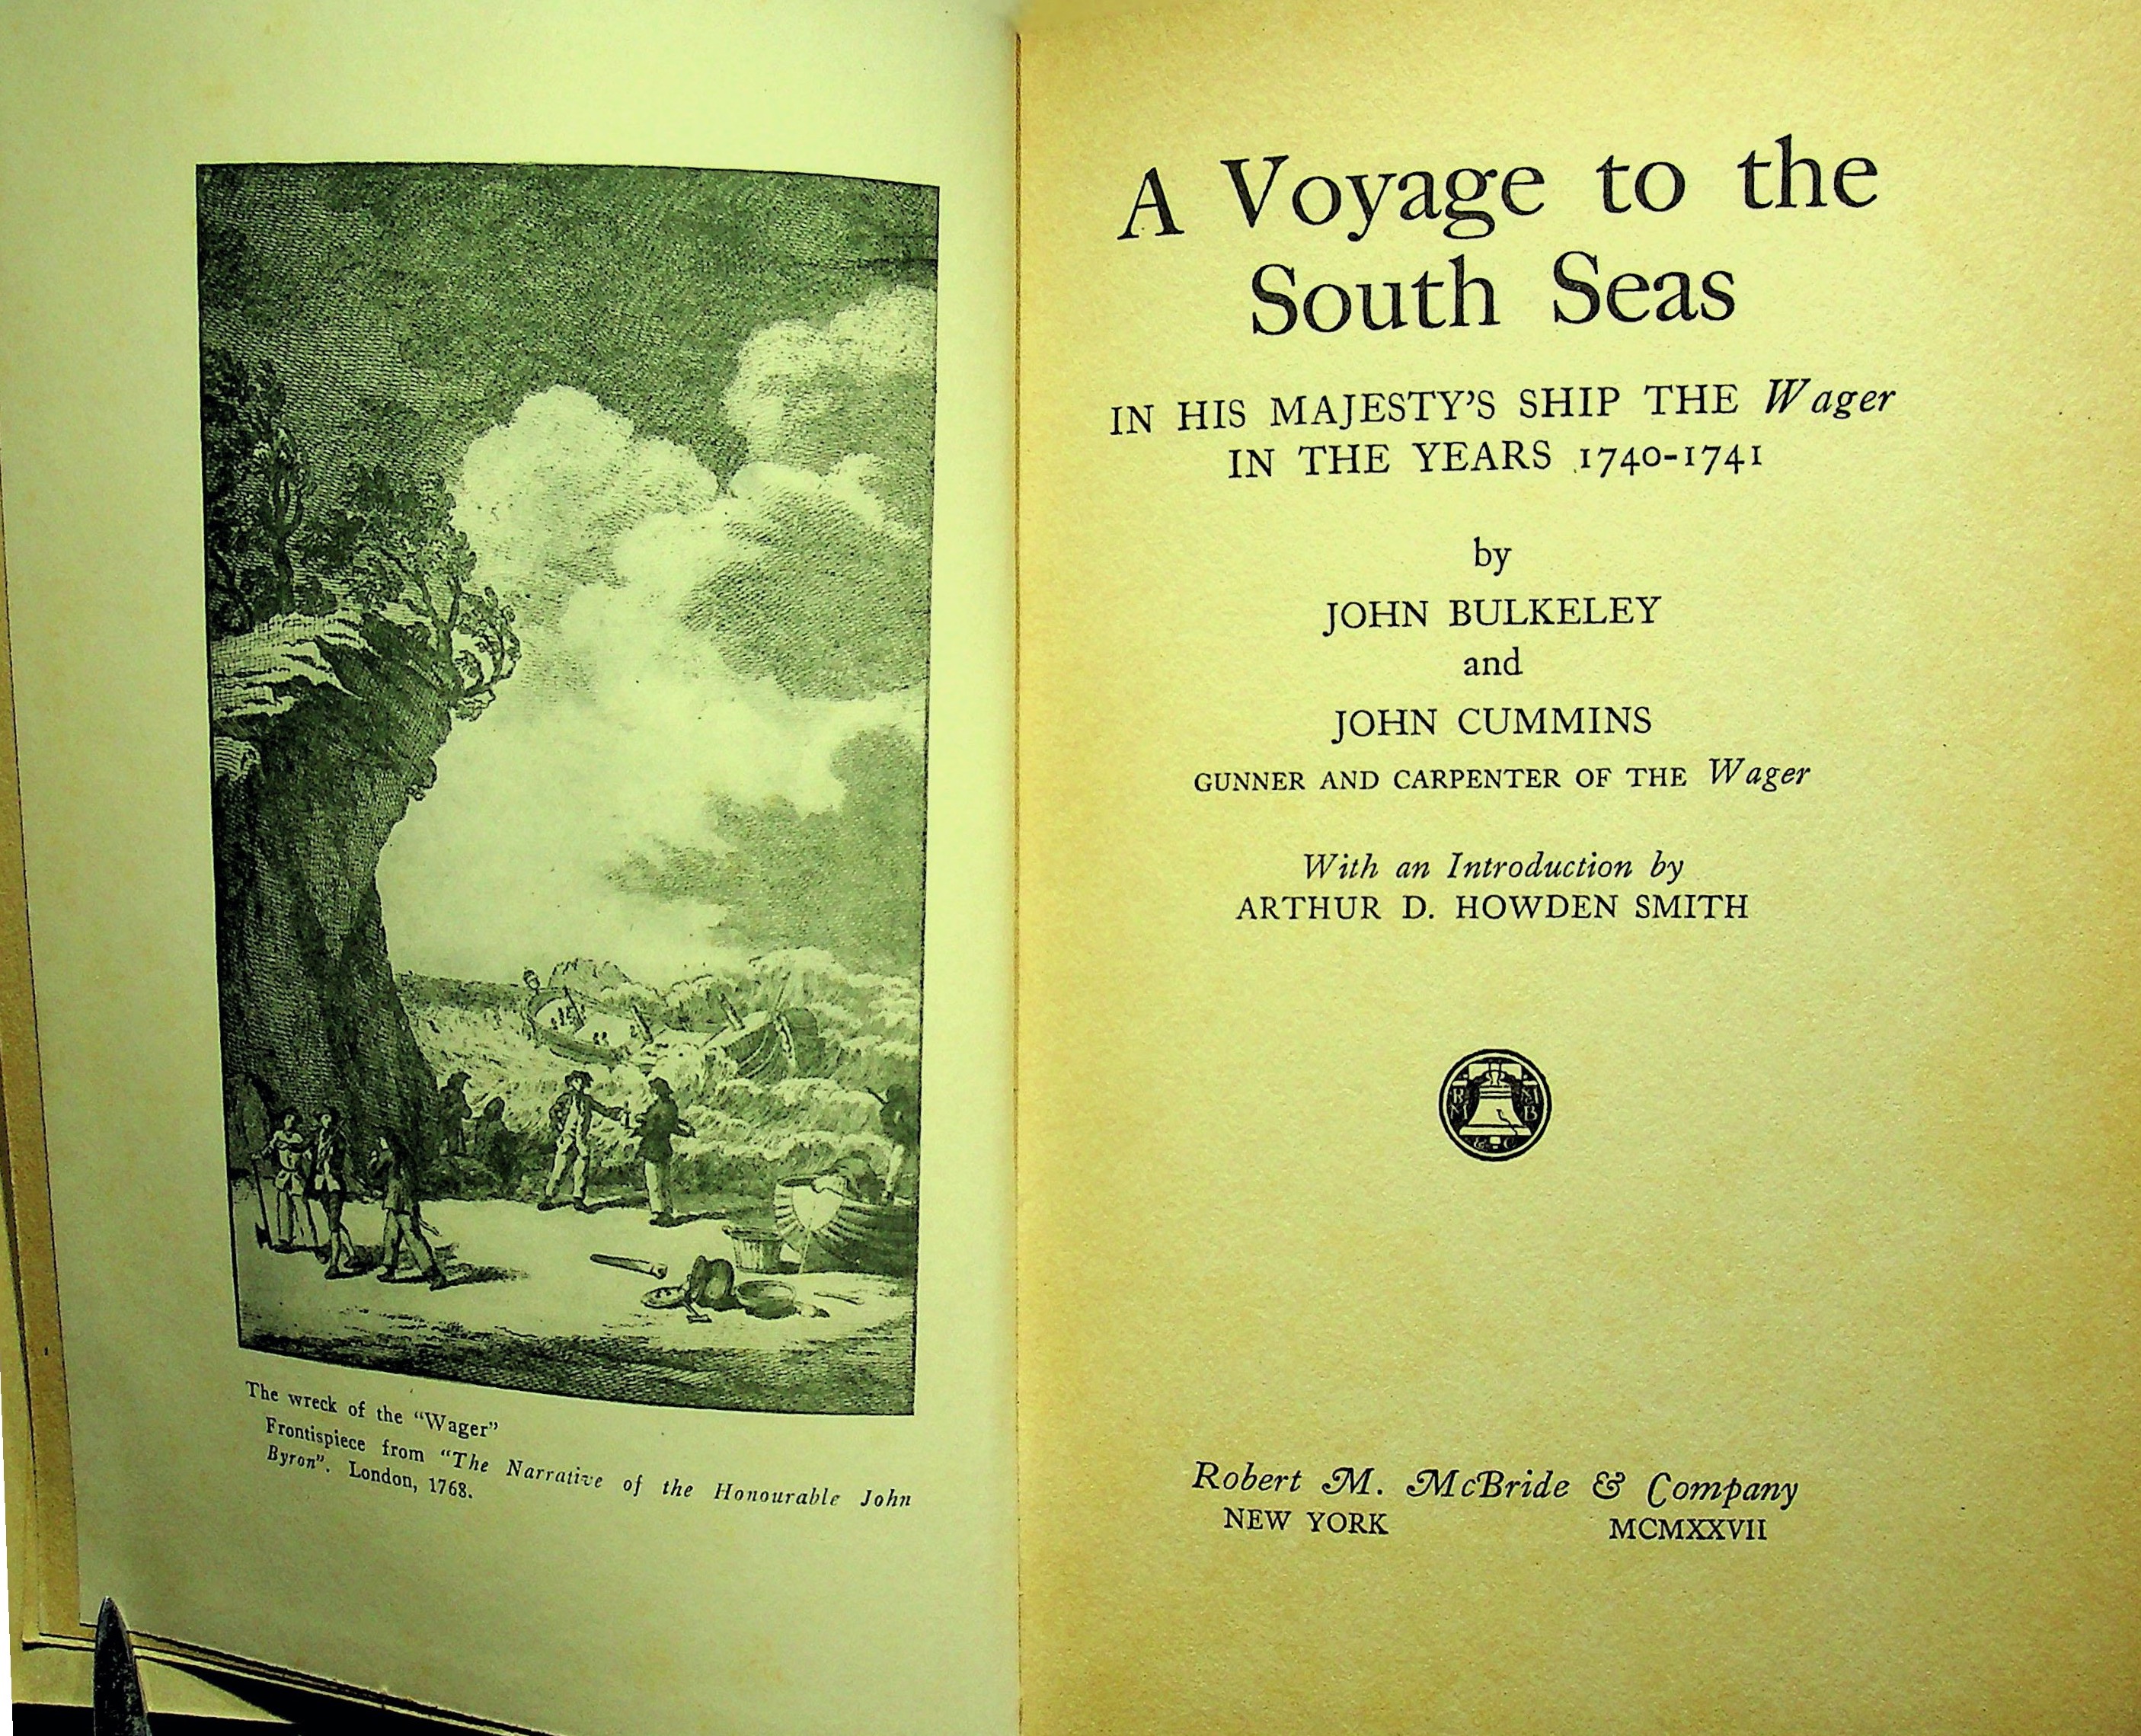 The wreck of the “Wager”
Frontispiece from “The Narrative of the Honourable John
Byron”. London, 1768.
A Voyage to the
South Seas
IN HIS MAJESTY’S SHIP THE Wager
IN THE YEARS 1740-1741
by
JOHN BULKELEY
and
JOHN CUMMINS
GUNNER AND CARPENTER OF THE Wager
With an Introduction by
ARTHUR D. HOWDEN SMITH
R M
M B
& C
Robert M. McBride & Company
NEW YORK MCMXXVII